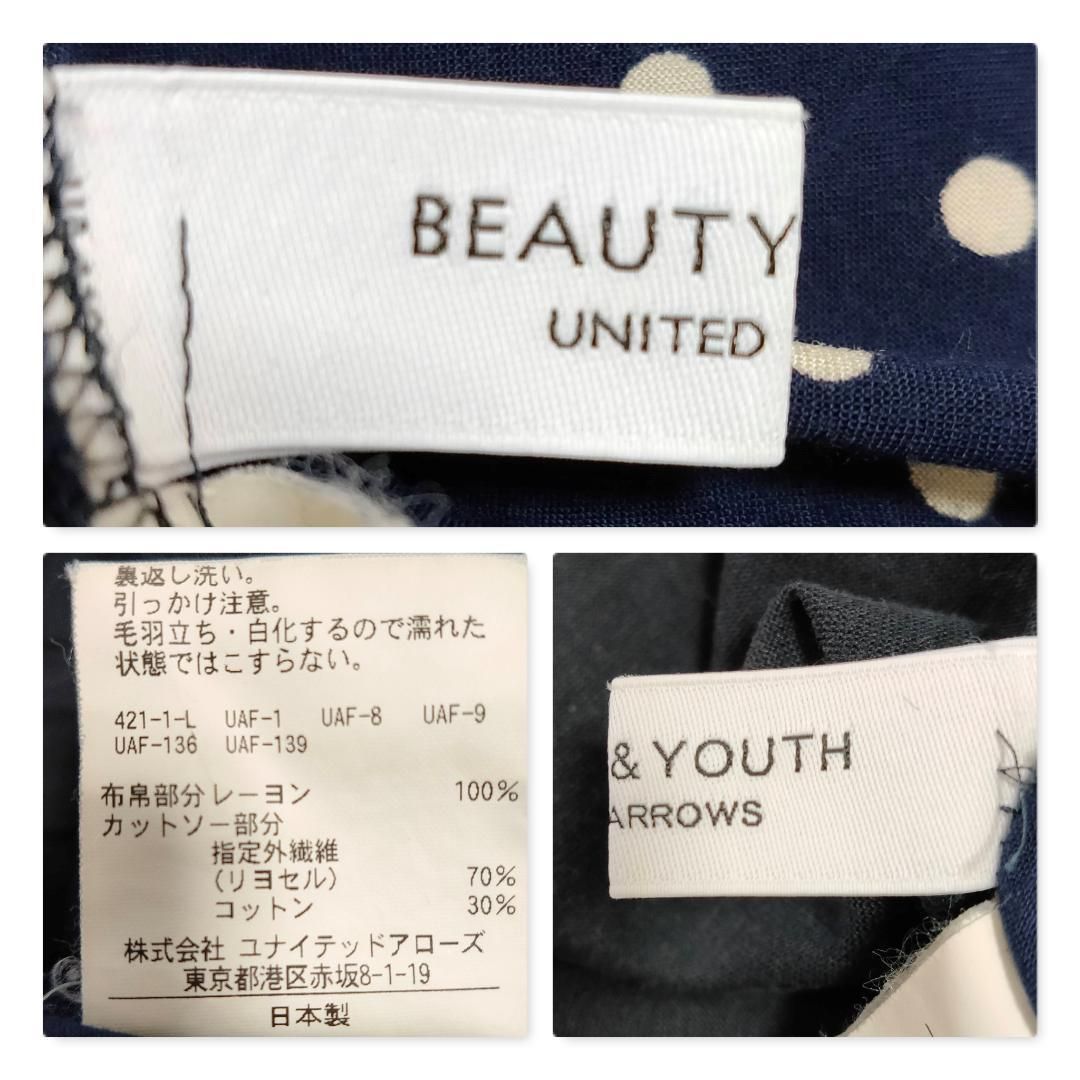 BEAUTY
UNITED
裏返し洗い。
引っかけ注意。
毛羽立ち・白化するので濡れた
状態ではこすらない。
421-1-L UAF-1 UAF-8 UAF-9
UAF-136 UAF-139
布帛部分レーヨン 100%
カットソー部分
指定外繊維
(リヨセル) 70%
コットン 30%
株式会社 ユナイテッドアローズ
東京都港区赤坂8-1-19
日本製
& YOUTH
ARROWS